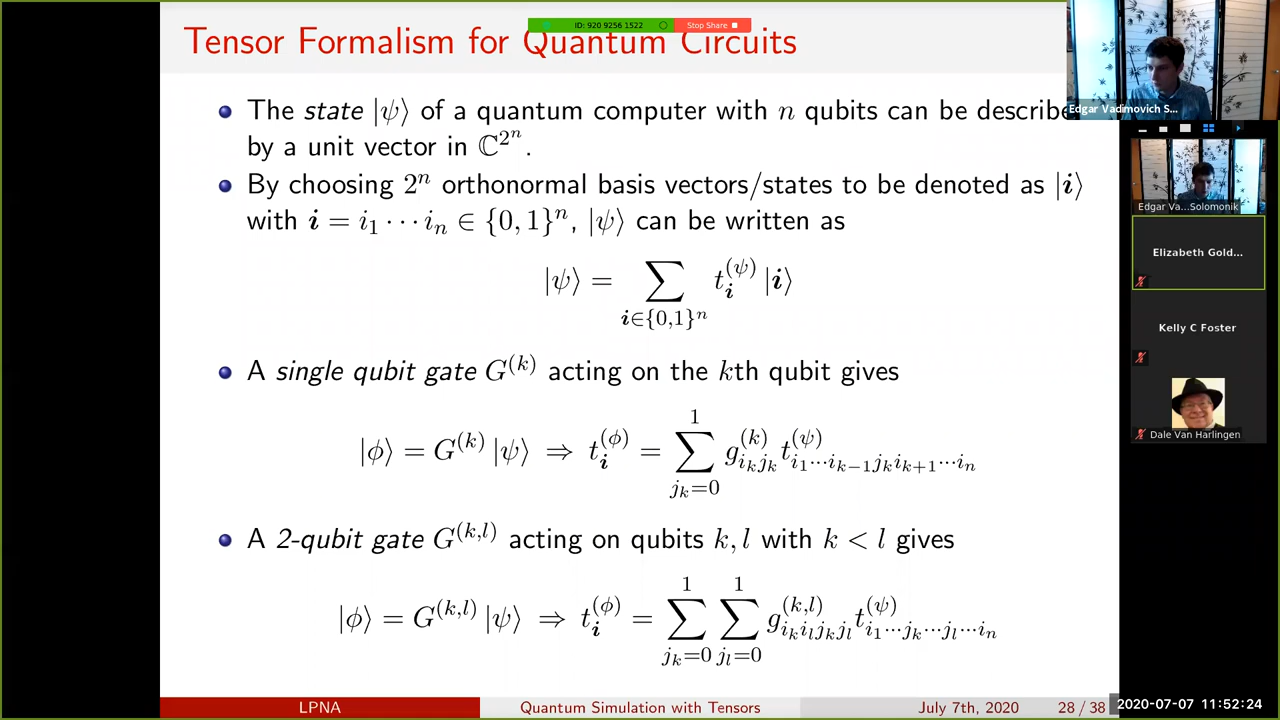 ID: 920 9256 1522
Stop Share
Tensor Formalism for Quantum Circuits
The state |ψ⟩ of a quantum computer with n qubits can be describe
by a unit vector in ℂ^{2^n}.
By choosing 2^n orthonormal basis vectors/states to be denoted as |i⟩
with i = i_1 ⋯ i_n ∈ {0, 1}^n, |ψ⟩ can be written as
|ψ⟩ = ∑_{i∈{0,1}^n} t_i^{(ψ)} |i⟩
A single qubit gate G^{(k)} acting on the kth qubit gives
|ϕ⟩ = G^{(k)} |ψ⟩ ⇒ t_i^{(ϕ)} = ∑_{j_k=0}^{1} g_{i_k j_k}^{(k)} t_{i_1⋯i_{k−1} j_k i_{k+1}⋯i_n}^{(ψ)}
A 2-qubit gate G^{(k,l)} acting on qubits k, l with k < l gives
|ϕ⟩ = G^{(k,l)} |ψ⟩ ⇒ t_i^{(ϕ)} = ∑_{j_k=0}^{1} ∑_{j_l=0}^{1} g_{i_k i_l j_k j_l}^{(k,l)} t_{i_1⋯j_k⋯j_l⋯i_n}^{(ψ)}
LPNA
Quantum Simulation with Tensors
July 7th, 2020
28 / 38
Edgar Vadimovich S...
Edgar Va...Solomonik
Elizabeth Gold...
Kelly C Foster
Dale Van Harlingen
2020-07-07 11:52:24